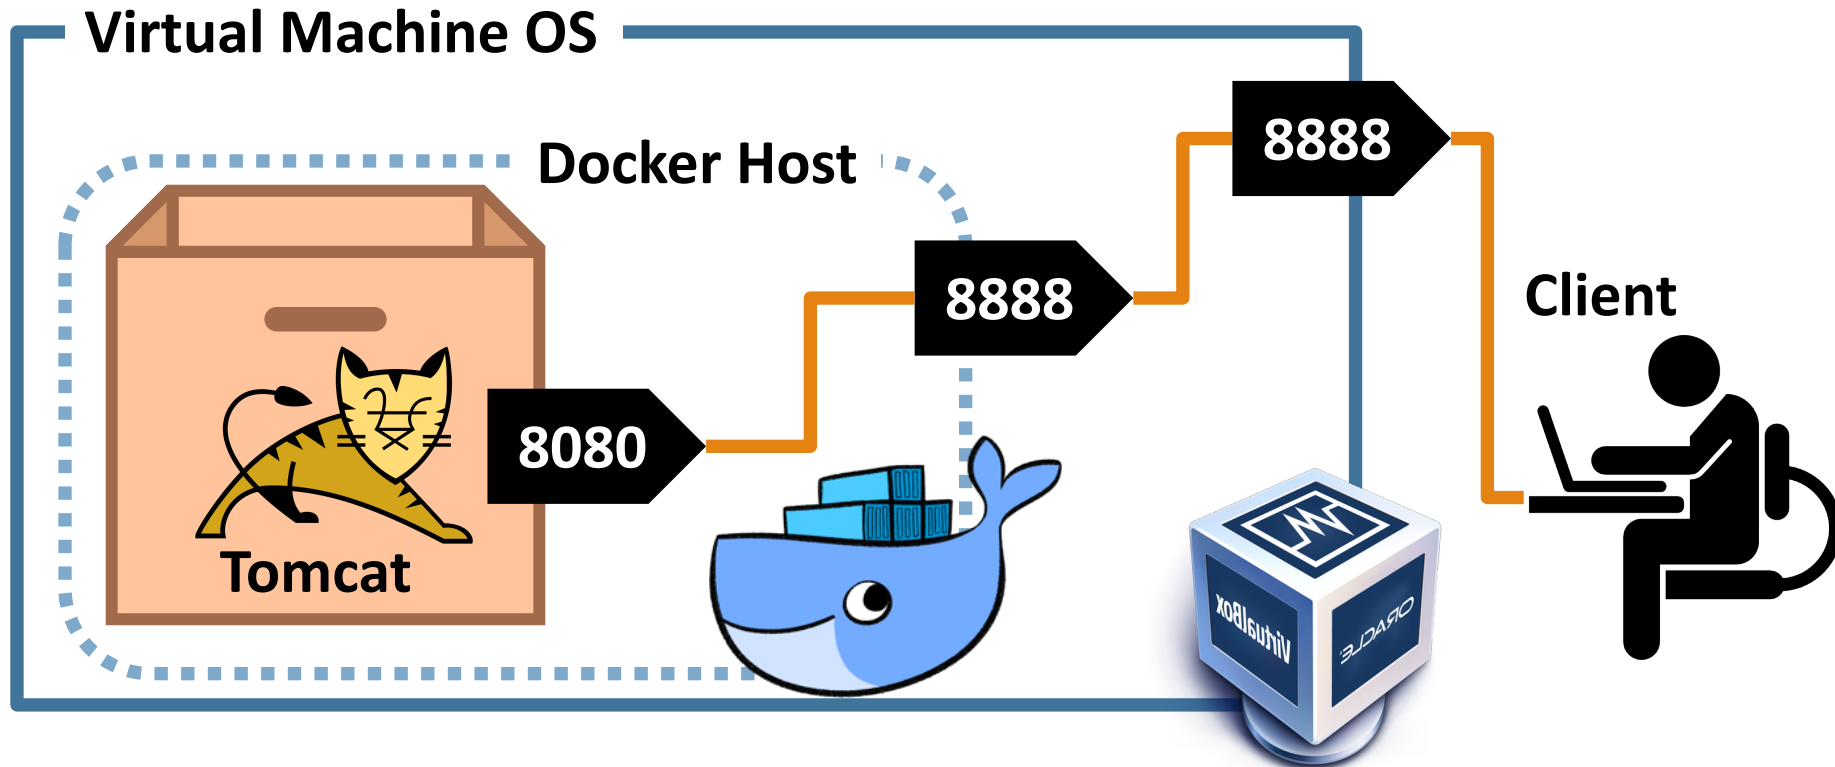 Virtual Machine OS
8888
Docker Host
8888
Client
8080
Tomcat
VirtualBox
ORACLE